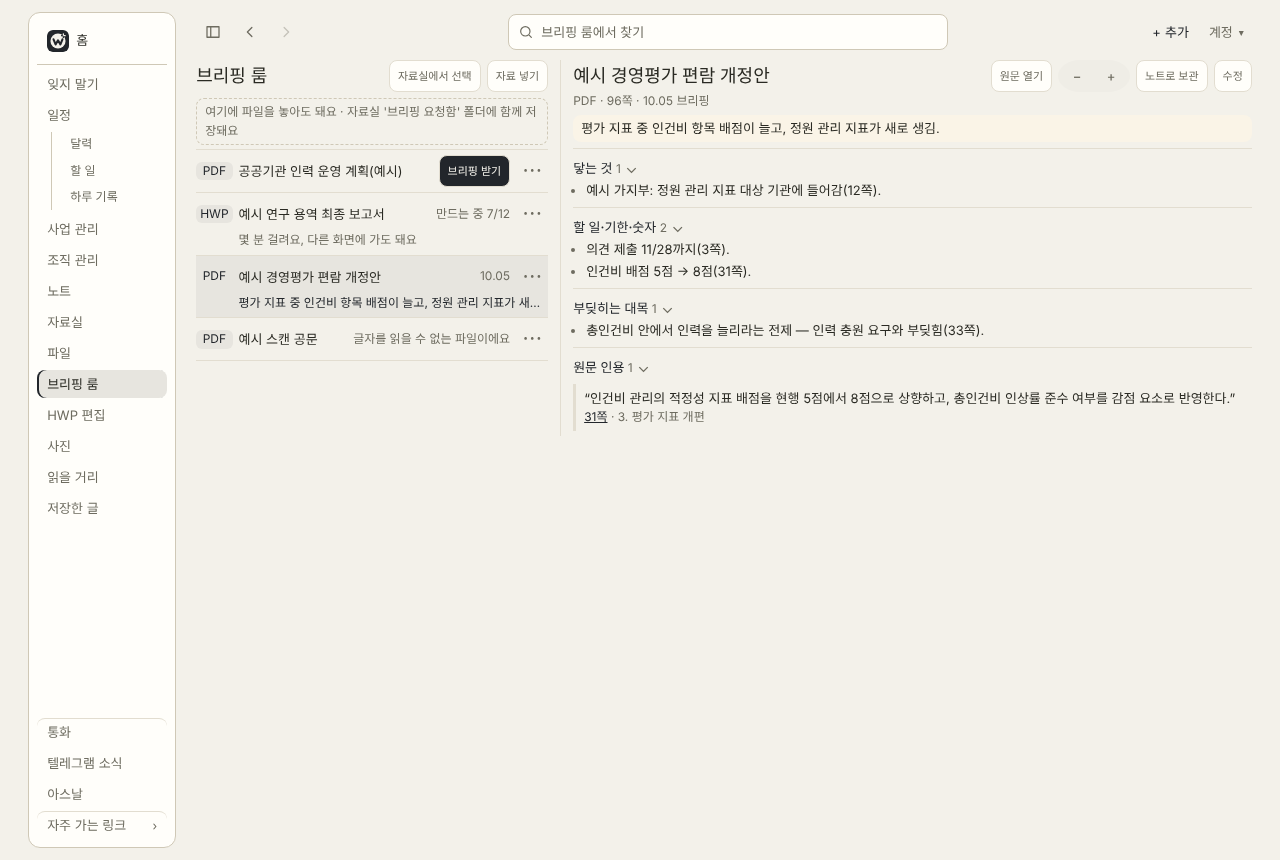 홈
잊지 말기
일정
달력
할 일
하루 기록
사업 관리
조직 관리
노트
자료실
파일
브리핑 룸
HWP 편집
사진
읽을 거리
저장한 글
통화
텔레그램 소식
아스날
자주 가는 링크 ›
브리핑 룸에서 찾기
+ 추가
계정 ▾
브리핑 룸
자료실에서 선택
자료 넣기
여기에 파일을 놓아도 돼요 · 자료실 '브리핑 요청함' 폴더에 함께 저
장돼요
PDF 공공기관 인력 운영 계획(예시) 브리핑 받기 ···
HWP 예시 연구 용역 최종 보고서 만드는 중 7/12 ···
몇 분 걸려요, 다른 화면에 가도 돼요
PDF 예시 경영평가 편람 개정안 10.05 ···
평가 지표 중 인건비 항목 배점이 늘고, 정원 관리 지표가 새...
PDF 예시 스캔 공문 글자를 읽을 수 없는 파일이에요 ···
예시 경영평가 편람 개정안
원문 열기
− +
노트로 보관
수정
PDF · 96쪽 · 10.05 브리핑
평가 지표 중 인건비 항목 배점이 늘고, 정원 관리 지표가 새로 생김.
닿는 것 1
• 예시 가지부: 정원 관리 지표 대상 기관에 들어감(12쪽).
할 일·기한·숫자 2
• 의견 제출 11/28까지(3쪽).
• 인건비 배점 5점 → 8점(31쪽).
부딪히는 대목 1
• 총인건비 안에서 인력을 늘리라는 전제 — 인력 충원 요구와 부딪힘(33쪽).
원문 인용 1
“인건비 관리의 적정성 지표 배점을 현행 5점에서 8점으로 상향하고, 총인건비 인상률 준수 여부를 감점 요소로 반영한다.”
31쪽 · 3. 평가 지표 개편